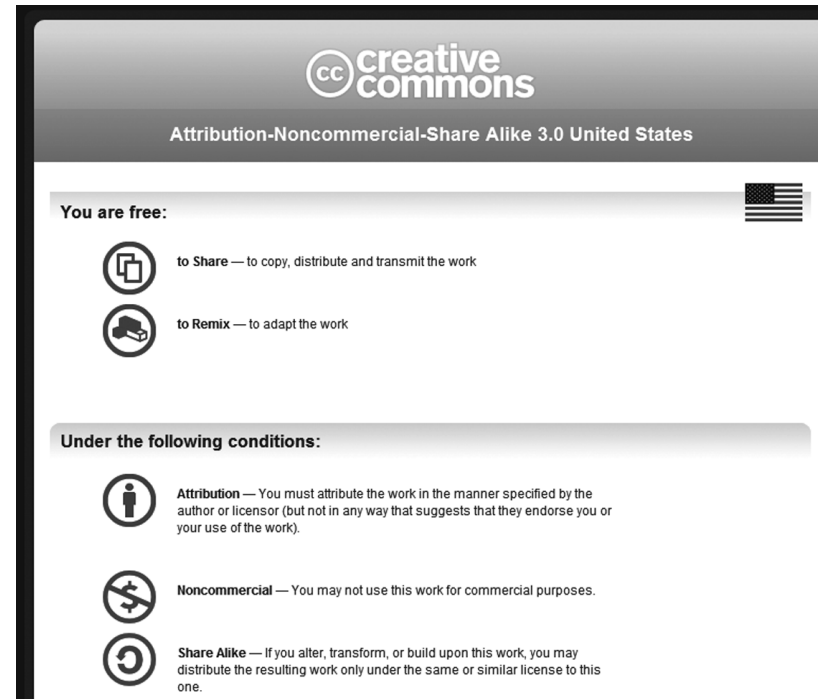 cc creative
commons
Attribution-Noncommercial-Share Alike 3.0 United States
You are free:
to Share — to copy, distribute and transmit the work
to Remix — to adapt the work
Under the following conditions:
Attribution — You must attribute the work in the manner specified by the
author or licensor (but not in any way that suggests that they endorse you or
your use of the work).
$
Noncommercial — You may not use this work for commercial purposes.
Share Alike — If you alter, transform, or build upon this work, you may
distribute the resulting work only under the same or similar license to this
one.